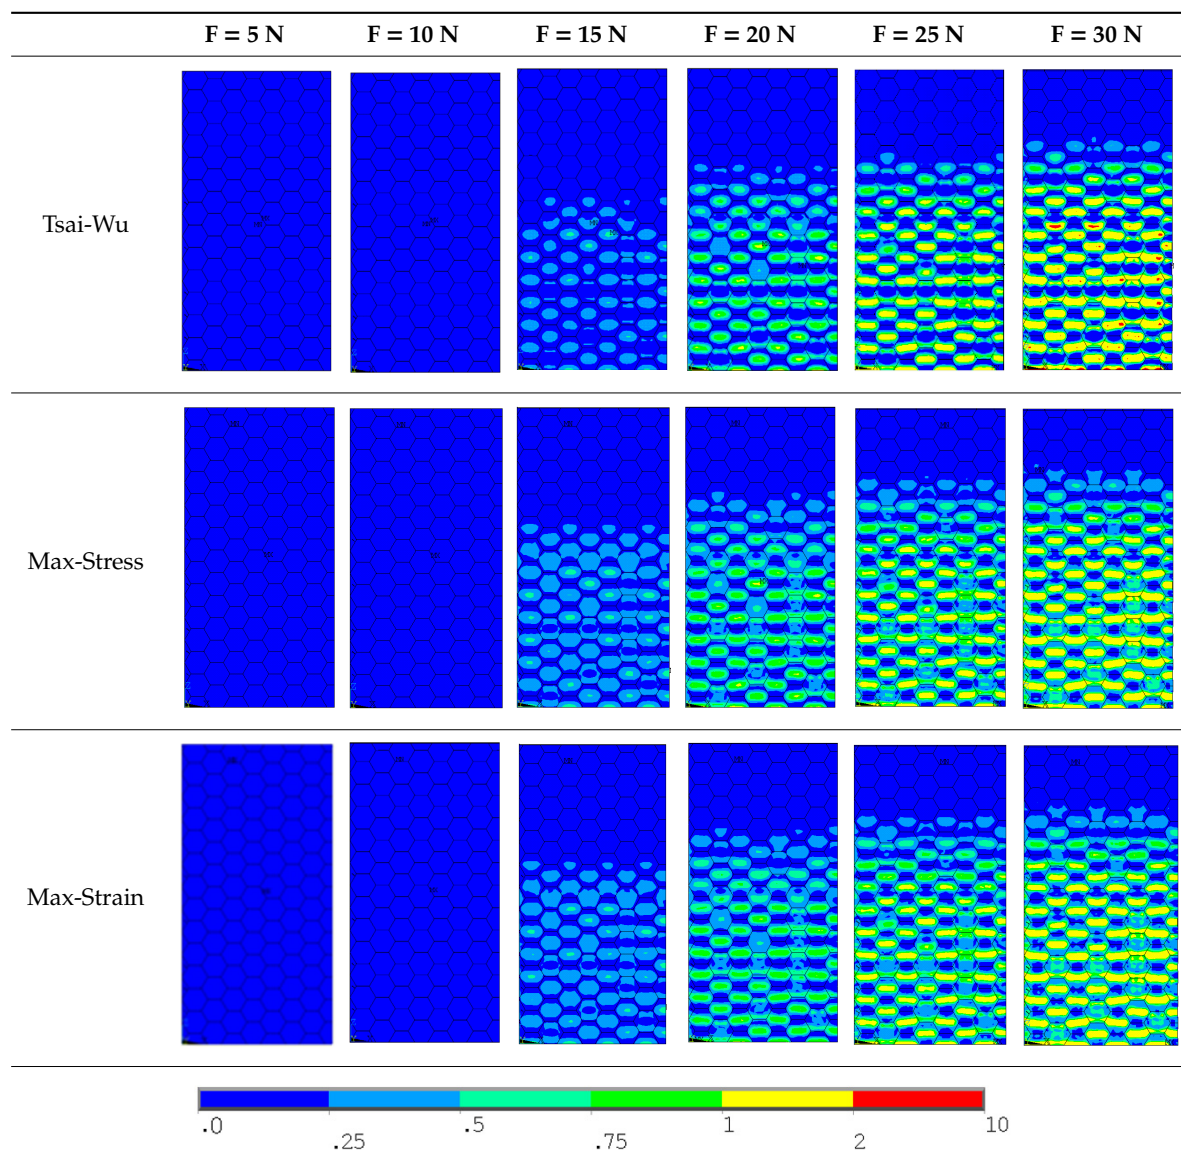 F = 5 N F = 10 N F = 15 N F = 20 N F = 25 N F = 30 N
Tsai-Wu
Max-Stress
Max-Strain
.0 .25 .5 .75 1 2 10